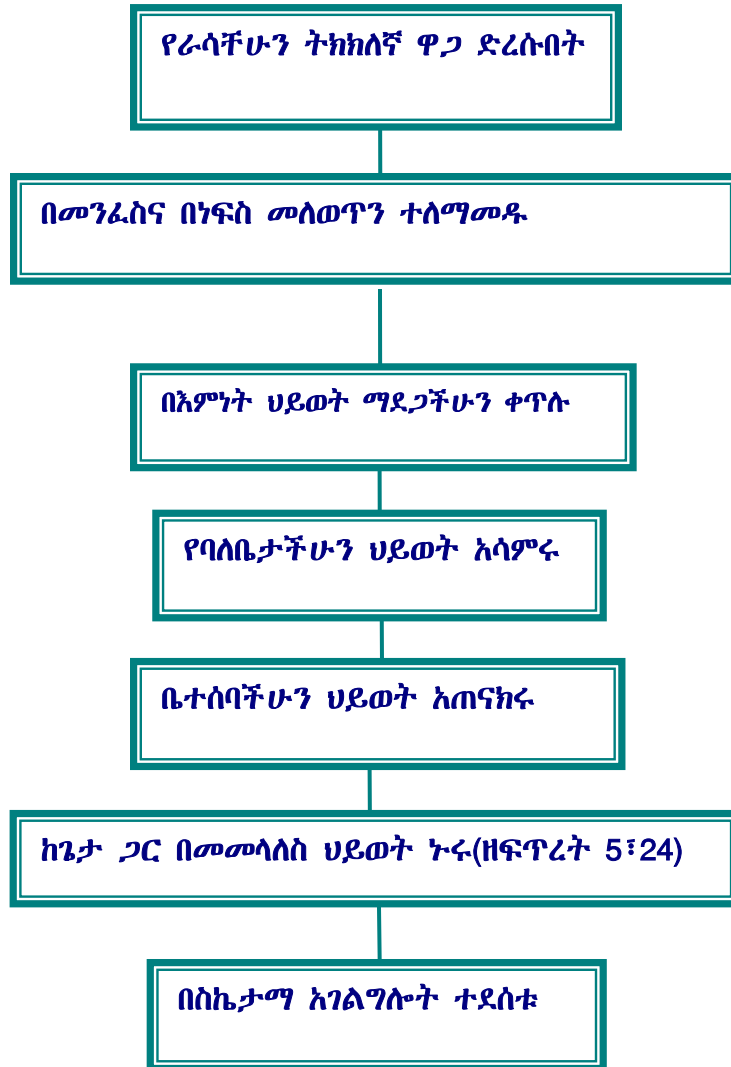 የራሳቸሁን ትክክለኛ ዋጋ ድረሱበት
በመንፈስና በነፍስ መለወጥን ተለማመዱ
በእምነት ህይወት ማደጋችሁን ቀጥሉ
የባለቤታችሁን ህይወት አሳምሩ
ቤተሰባችሁን ህይወት አጠናክሩ
ከጌታ ጋር በመመላለስ ህይወት ኑሩ(ዘፍጥረት 5፣24)
በስኬታማ አገልግሎት ተደሰቱ